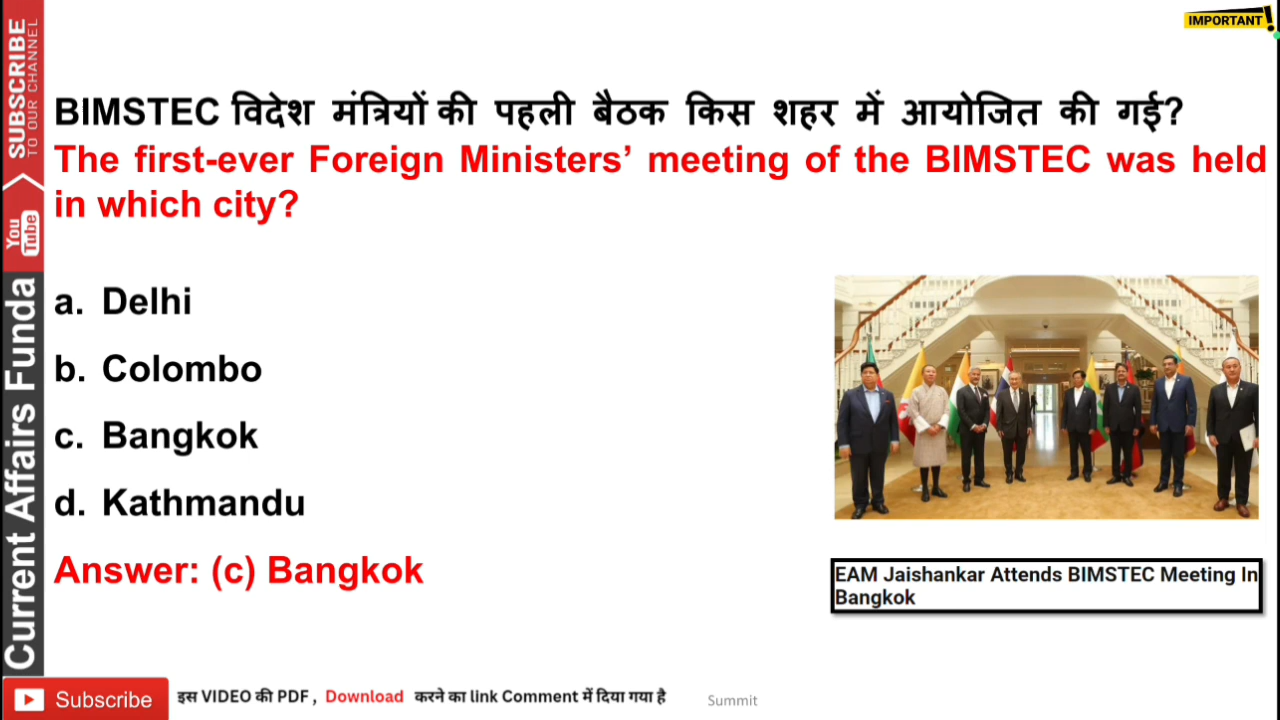 IMPORTANT!
SUBSCRIBE
TO OUR CHANNEL
You
Tube
Current Affairs Funda
BIMSTEC विदेश मंत्रियों की पहली बैठक किस शहर में आयोजित की गई?
The first-ever Foreign Ministers’ meeting of the BIMSTEC was held
in which city?
a. Delhi
b. Colombo
c. Bangkok
d. Kathmandu
Answer: (c) Bangkok
EAM Jaishankar Attends BIMSTEC Meeting In
Bangkok
Subscribe
इस VIDEO की PDF , Download करने का link Comment में दिया गया है
Summit